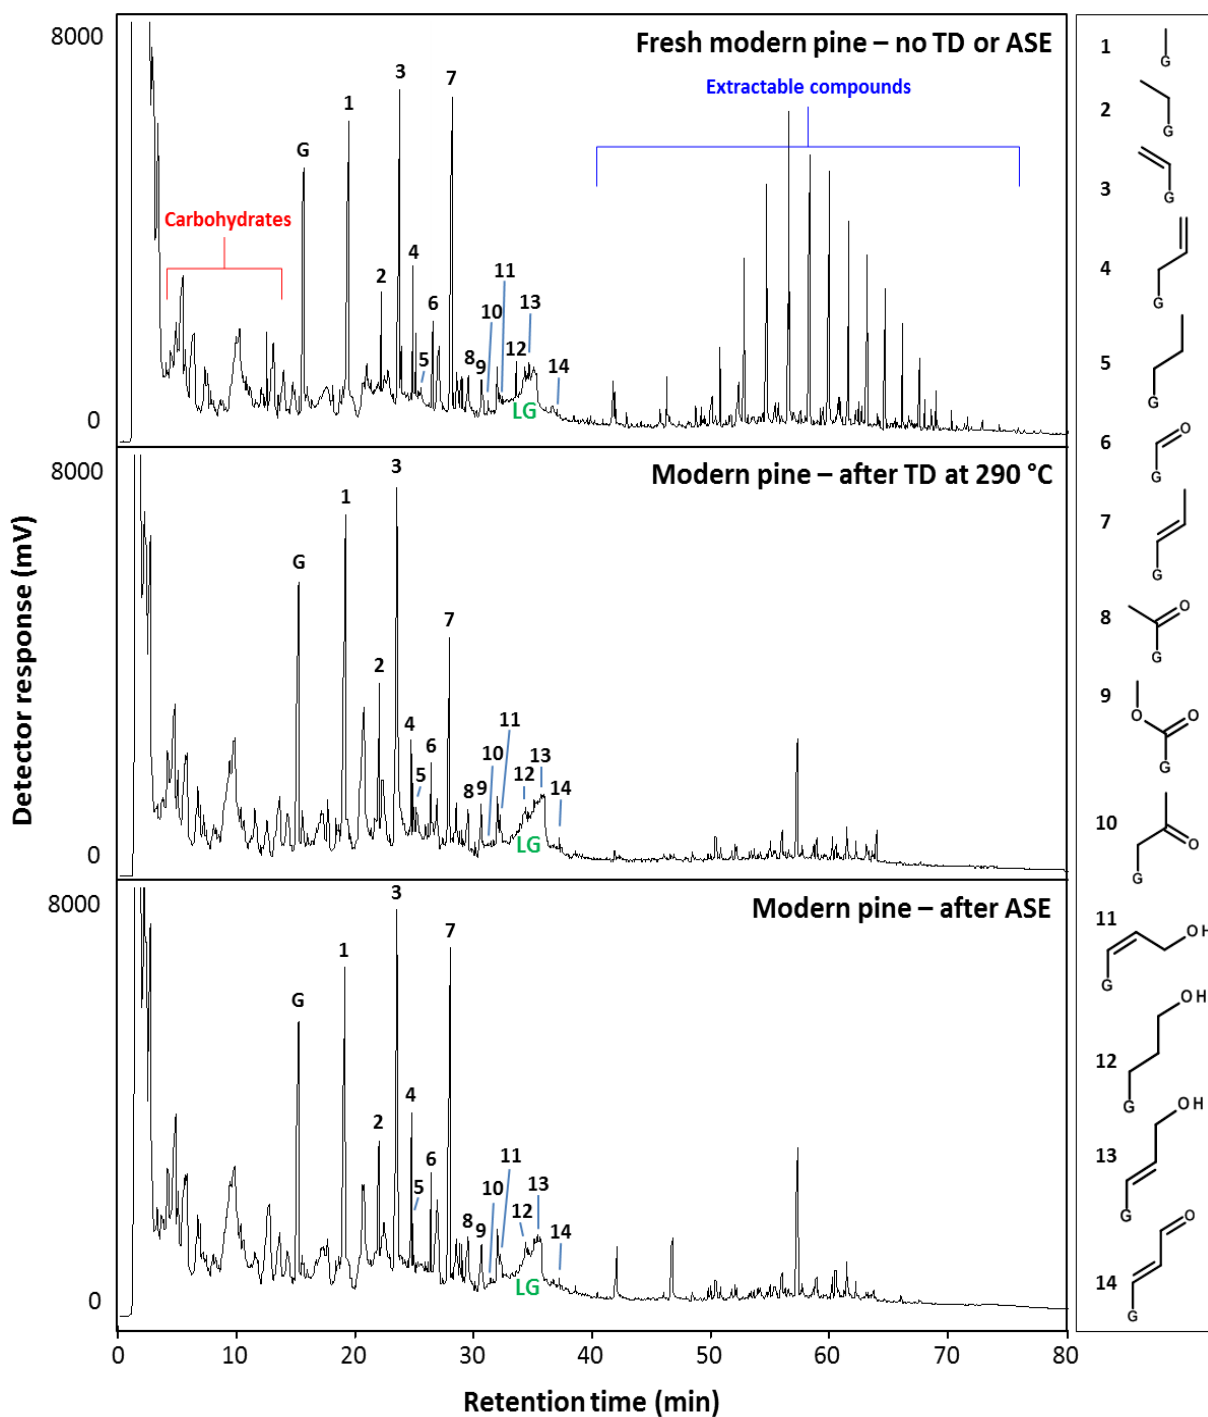 Detector response (mV)
8000
Fresh modern pine – no TD or ASE
Extractable compounds
Carbohydrates
G
1
2
3
4
5
6
7
8
9
10
11
12
13
14
LG
0
8000
Modern pine – after TD at 290 °C
G
1
2
3
4
5
6
7
8
9
10
11
12
13
14
LG
0
8000
Modern pine – after ASE
G
1
2
3
4
5
6
7
8
9
10
11
12
13
14
LG
0
0 10 20 30 40 50 60 70 80
Retention time (min)
1
G
2
G
3
G
4
G
5
G
6
O
G
7
G
8
O
G
9
O
O
G
10
O
G
11
OH
G
12
OH
G
13
OH
G
14
O
G